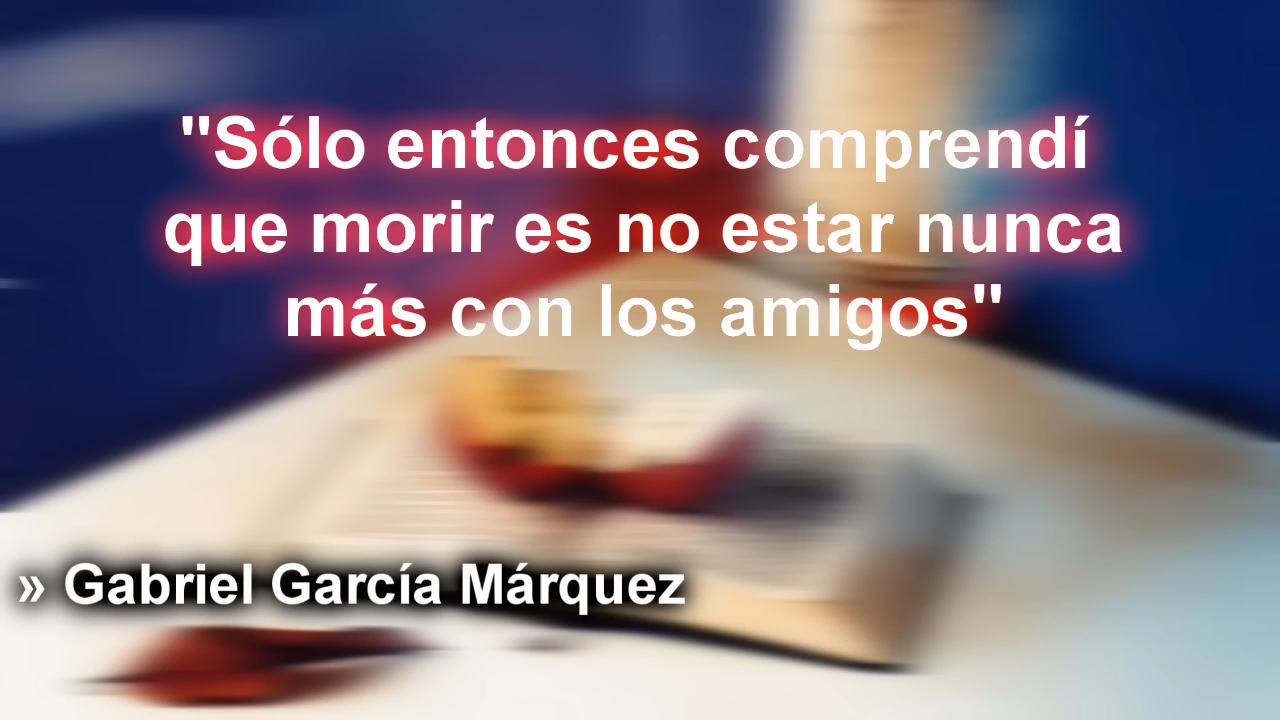 "Sólo entonces comprendí
que morir es no estar nunca
más con los amigos"
» Gabriel García Márquez